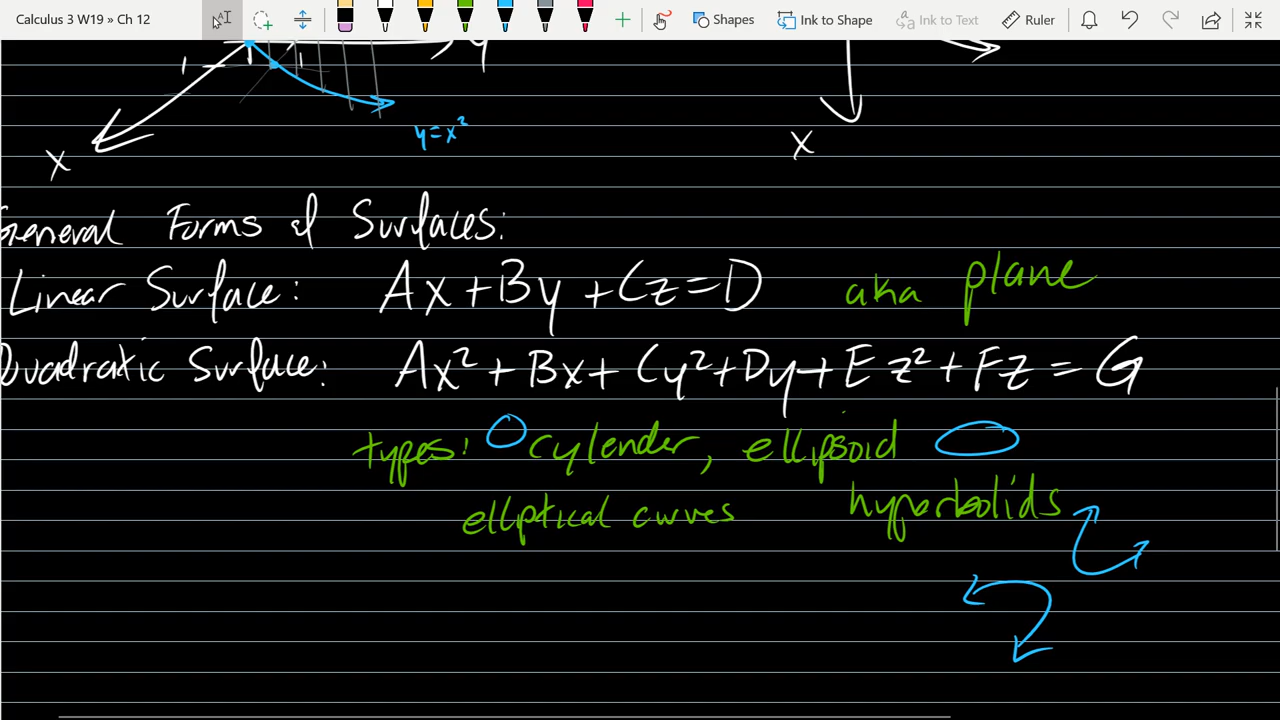 Calculus 3 W19 » Ch 12
Shapes
Ink to Shape
Ink to Text
Ruler
y
1
1
y=x²
X
X
General Forms of Surfaces:
Linear Surface: Ax + By + Cz = D aka plane
Quadratic Surface: Ax² + Bx + Cy² + Dy + Ez² + Fz = G
types: cylender, ellipsoid
elliptical curves hyperbolids